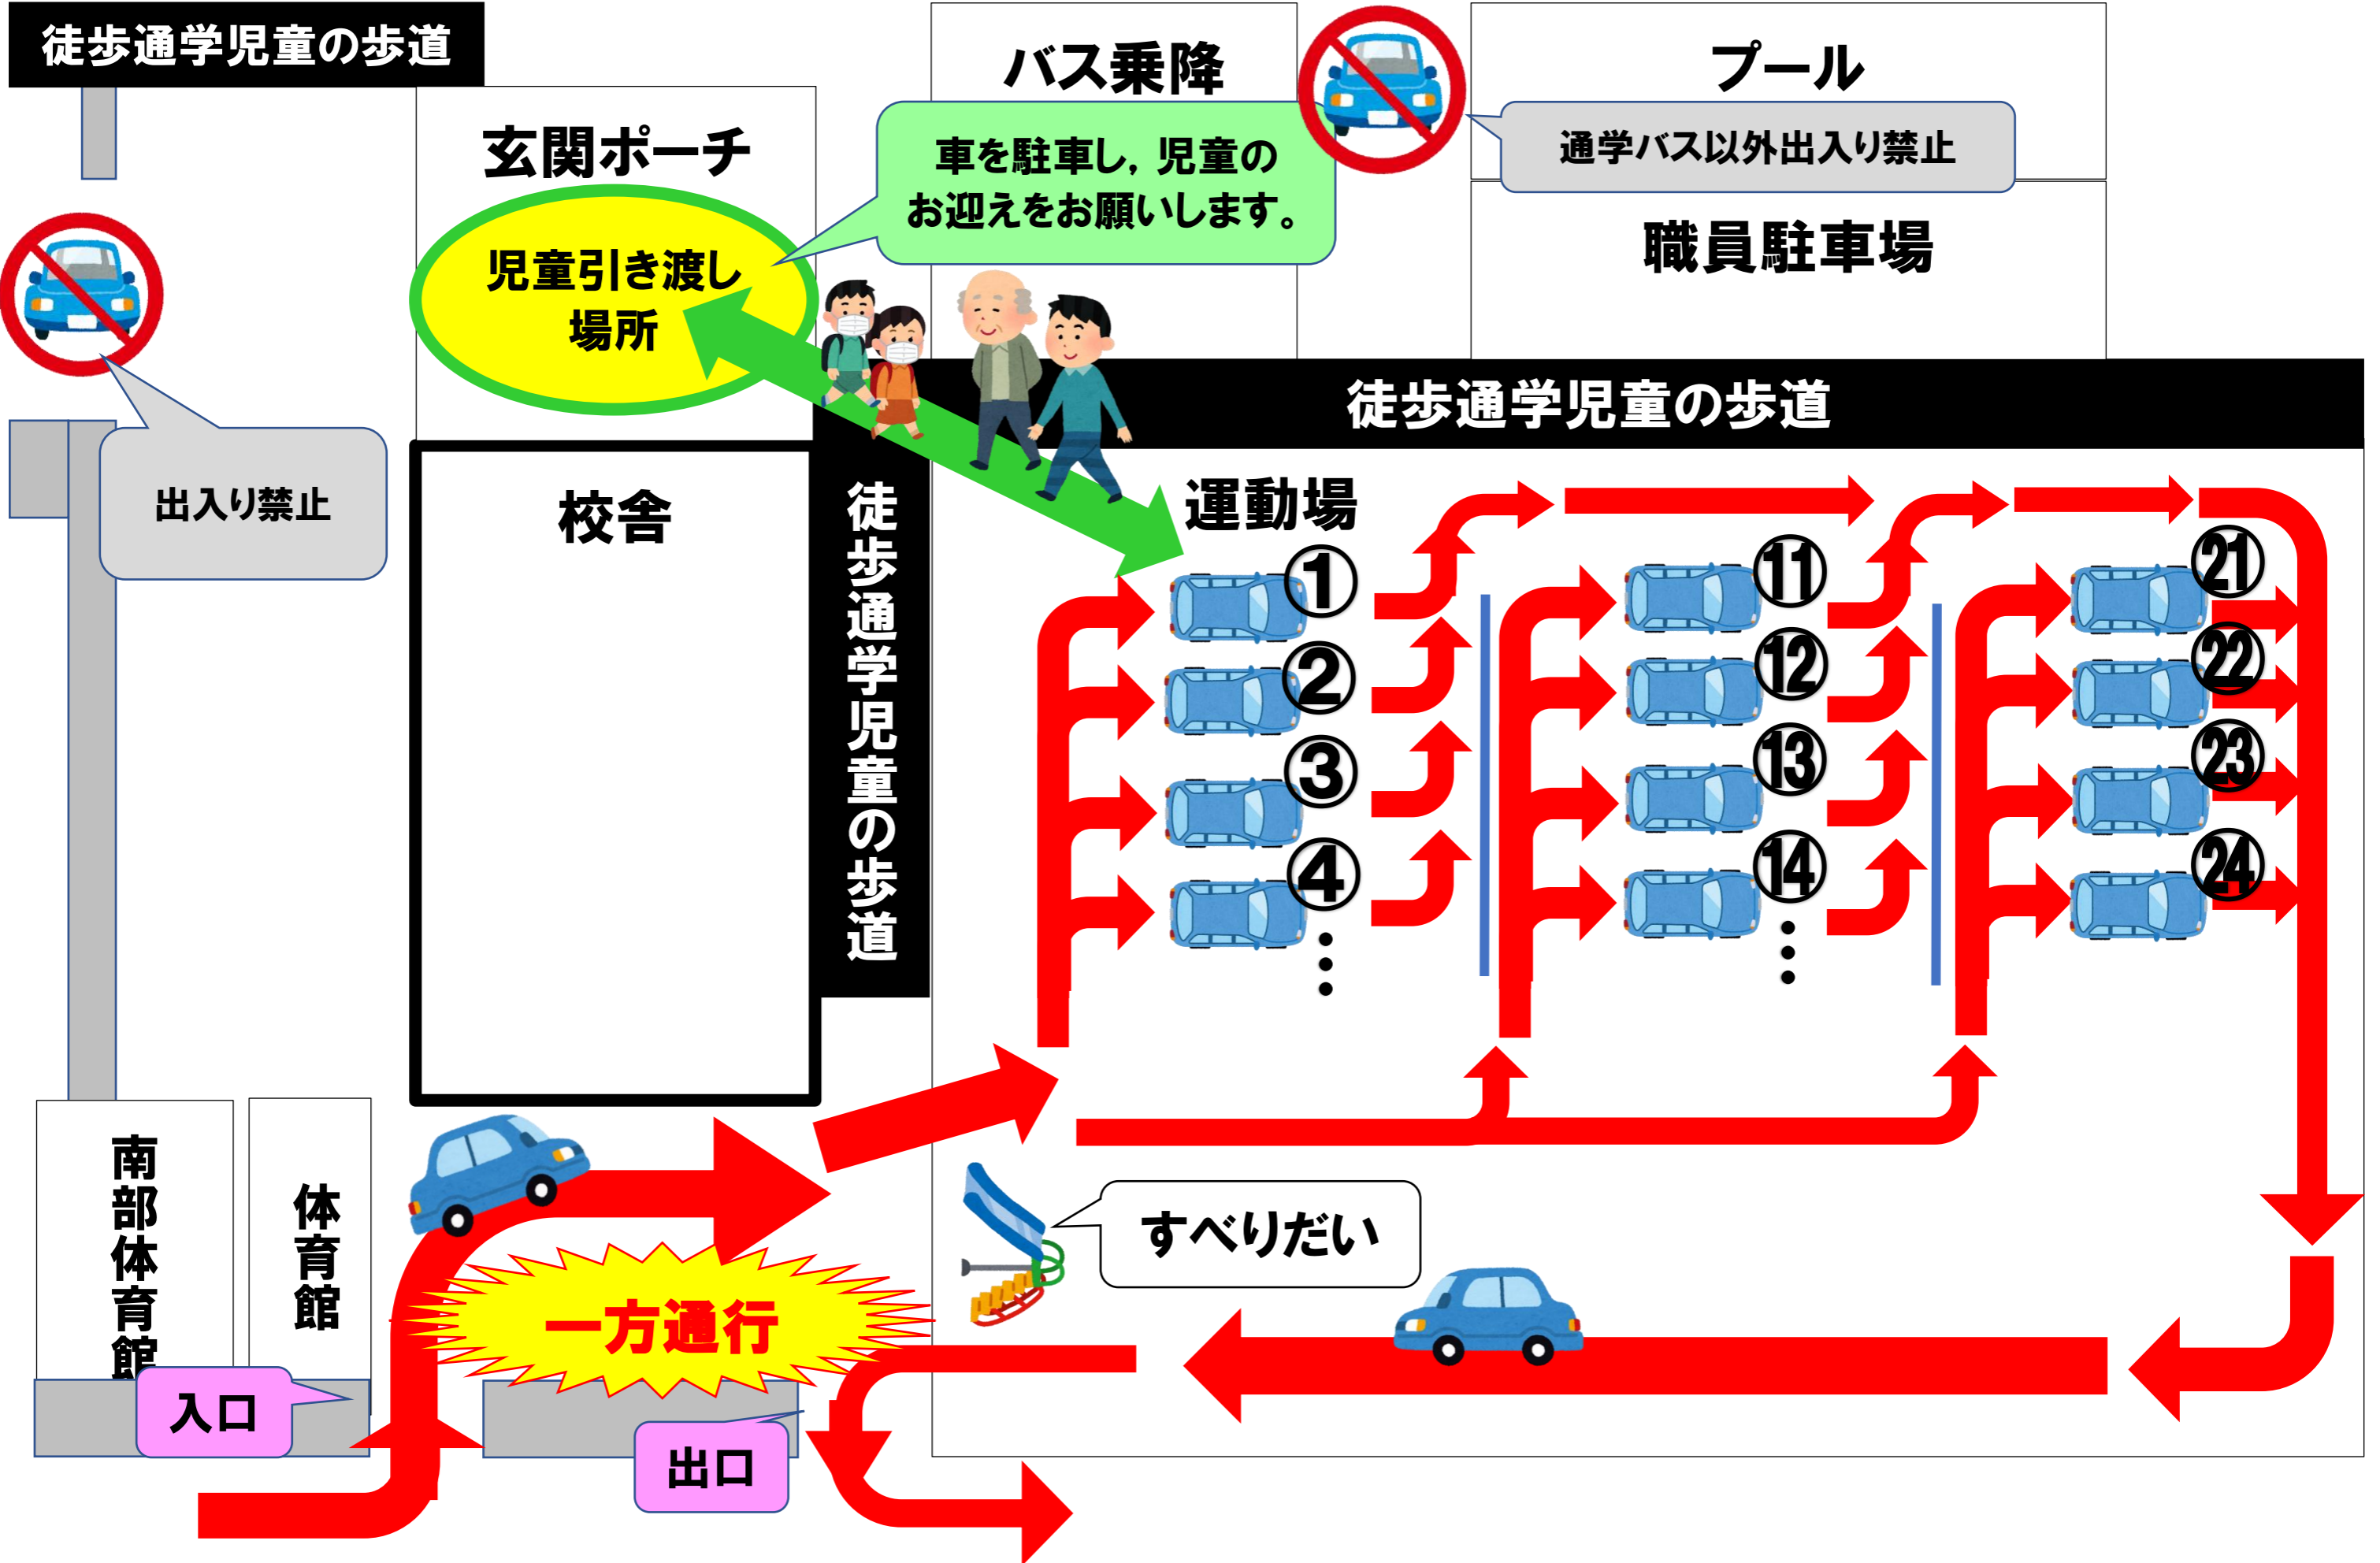 徒歩通学児童の歩道
バス乗降
プール
玄関ポーチ
車を駐車し，児童の
お迎えをお願いします。
通学バス以外出入り禁止
職員駐車場
児童引き渡し
場所
徒歩通学児童の歩道
出入り禁止
校舎
徒歩通学児童の歩道
運動場
①
⑪
㉑
②
⑫
㉒
③
⑬
㉓
④
⑭
㉔
南部体育館
体育館
すべりだい
一方通行
入口
出口